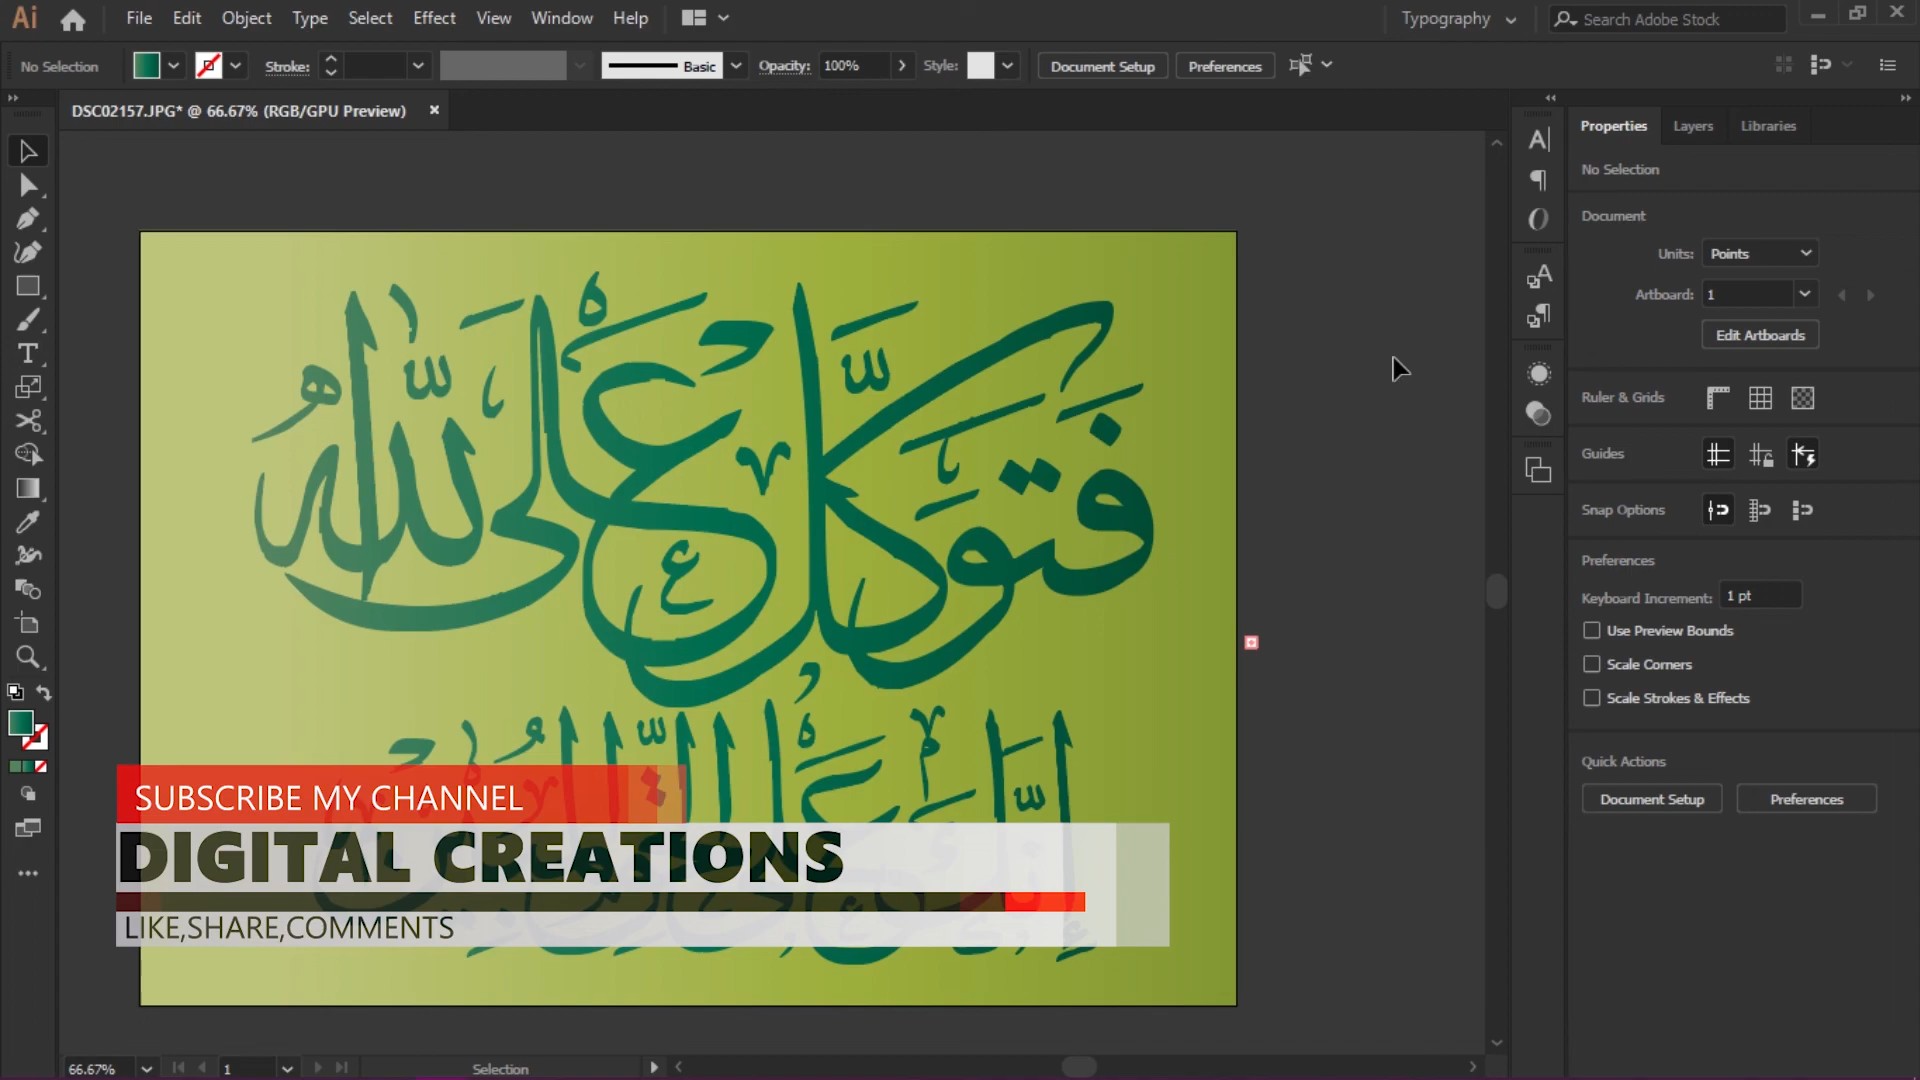 Ai File Edit Object Type Select Effect View Window Help Typography Search Adobe Stock
No Selection Stroke: Basic Opacity: 100% Style: Document Setup Preferences
DSC02157.JPG* @ 66.67% (RGB/GPU Preview)
Properties Layers Libraries
No Selection
Document
Units: Points
Artboard: 1
Edit Artboards
Ruler & Grids
Guides
Snap Options
Preferences
Keyboard Increment: 1 pt
Use Preview Bounds
Scale Corners
Scale Strokes & Effects
Quick Actions
Document Setup Preferences
فَتَوَكَّلْ عَلَى اللَّهِ
SUBSCRIBE MY CHANNEL
DIGITAL CREATIONS
LIKE,SHARE,COMMENTS
66.67% 1 Selection